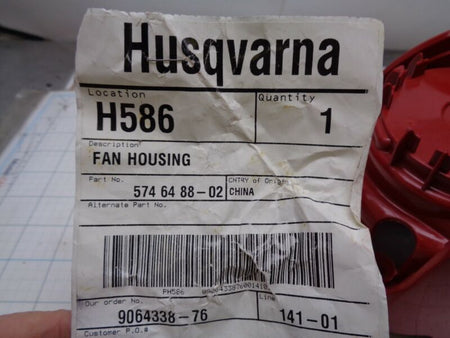 Husqvarna
Location Quantity
H586 1
Description
FAN HOUSING
Part No. CNTRY of Origin
574 64 88-02 CHINA
Alternate Part No.
PH586
Our order No. Line
9064338-76 141-01
Customer P.O.#